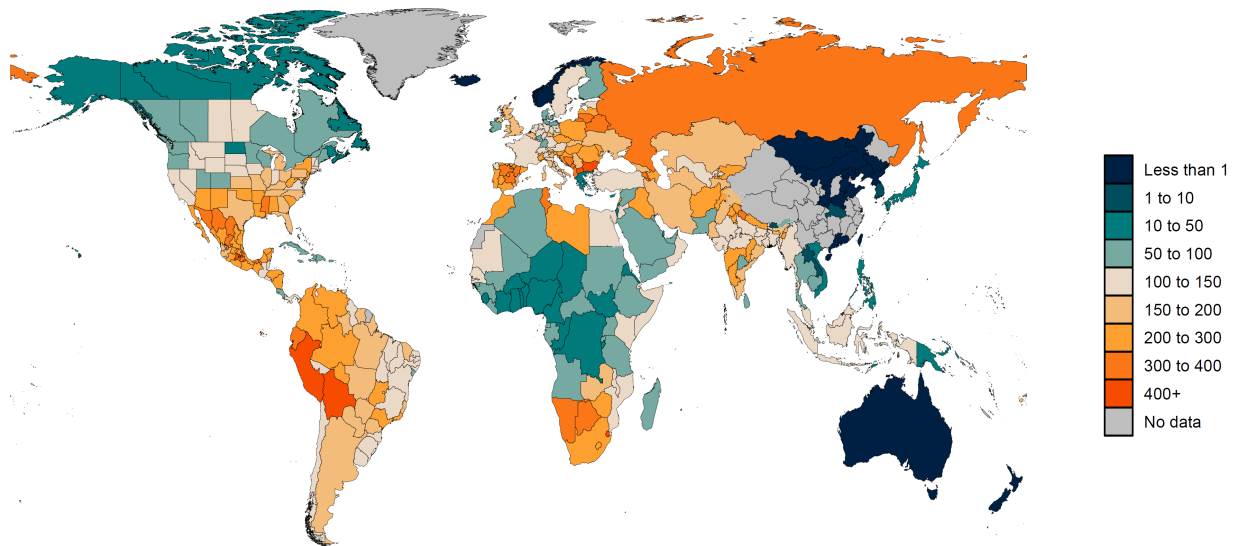 Less than 1
1 to 10
10 to 50
50 to 100
100 to 150
150 to 200
200 to 300
300 to 400
400+
No data